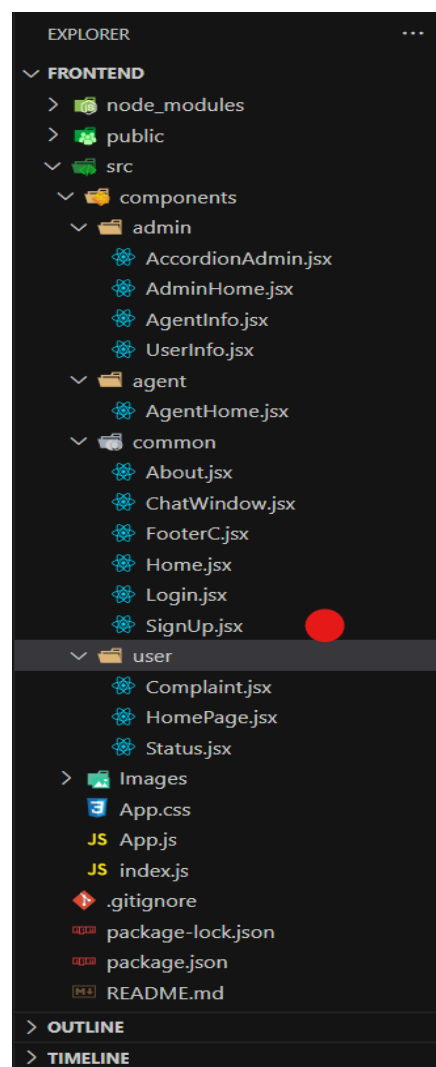 EXPLORER ...
FRONTEND
node_modules
public
src
components
admin
AccordionAdmin.jsx
AdminHome.jsx
AgentInfo.jsx
UserInfo.jsx
agent
AgentHome.jsx
common
About.jsx
ChatWindow.jsx
FooterC.jsx
Home.jsx
Login.jsx
SignUp.jsx
user
Complaint.jsx
HomePage.jsx
Status.jsx
Images
App.css
JS App.js
JS index.js
.gitignore
package-lock.json
package.json
README.md
OUTLINE
TIMELINE